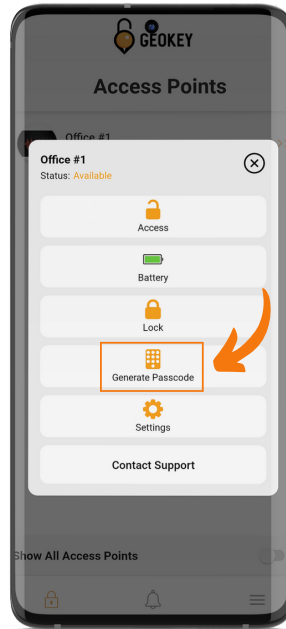 GEOKEY
Access Points
Office #1
Office #1
Status: Available
Access
Battery
Lock
Generate Passcode
Settings
Contact Support
Show All Access Points